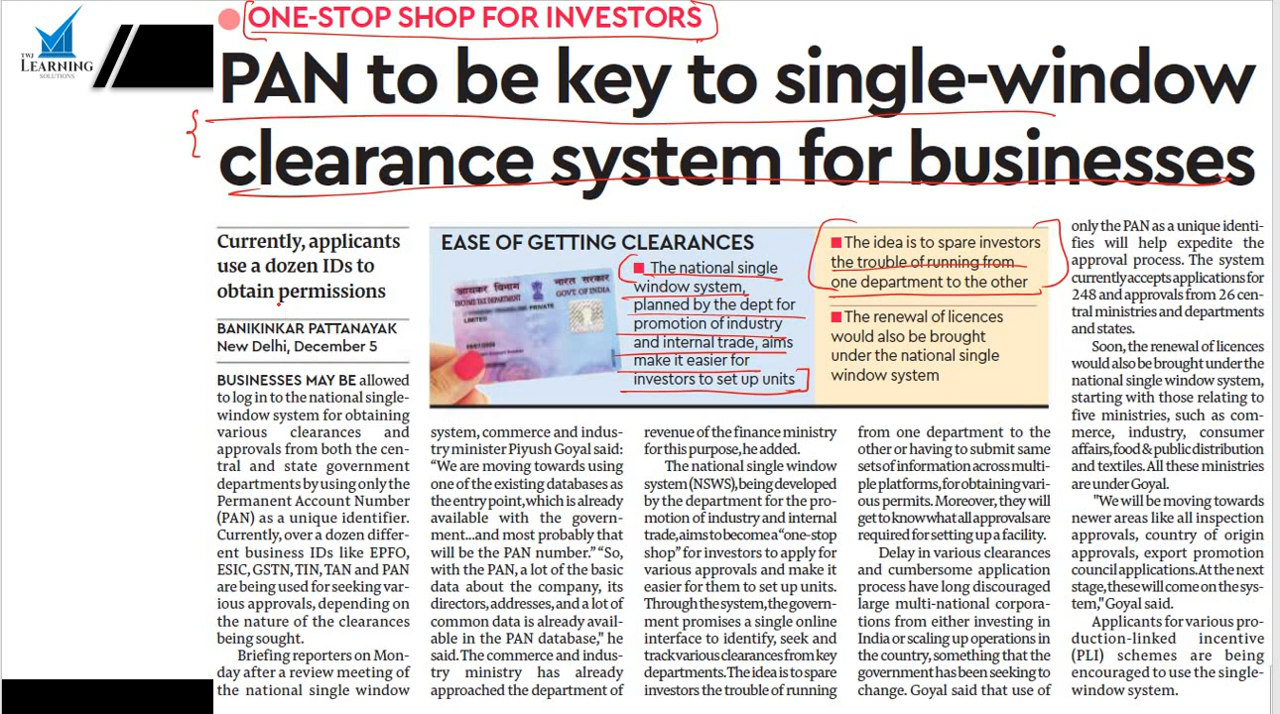 TWJ
LEARNING
SOLUTIONS
ONE-STOP SHOP FOR INVESTORS
PAN to be key to single-window
clearance system for businesses
Currently, applicants
use a dozen IDs to
obtain permissions
BANIKINKAR PATTANAYAK
New Delhi, December 5
BUSINESSES MAY BE allowed
to log in to the national single-
window system for obtaining
various clearances and
approvals from both the cen-
tral and state government
departments by using only the
Permanent Account Number
(PAN) as a unique identifier.
Currently, over a dozen differ-
ent business IDs like EPFO,
ESIC, GSTN, TIN, TAN and PAN
are being used for seeking var-
ious approvals, depending on
the nature of the clearances
being sought.
Briefing reporters on Mon-
day after a review meeting of
the national single window
EASE OF GETTING CLEARANCES
आयकर विभाग
INCOME TAX DEPARTMENT
भारत सरकार
GOVT. OF INDIA
PRIVATE
LIMITED
The national single
window system,
planned by the dept for
promotion of industry
and internal trade, aims
make it easier for
investors to set up units
The idea is to spare investors
the trouble of running from
one department to the other
The renewal of licences
would also be brought
under the national single
window system
system, commerce and indus-
try minister Piyush Goyal said:
“We are moving towards using
one of the existing databases as
the entry point, which is already
available with the govern-
ment...and most probably that
will be the PAN number.” “So,
with the PAN, a lot of the basic
data about the company, its
directors, addresses, and a lot of
common data is already avail-
able in the PAN database,” he
said. The commerce and indus-
try ministry has already
approached the department of
revenue of the finance ministry
for this purpose, he added.
The national single window
system (NSWS), being developed
by the department for the pro-
motion of industry and internal
trade, aims to become a “one-stop
shop” for investors to apply for
various approvals and make it
easier for them to set up units.
Through the system, the govern-
ment promises a single online
interface to identify, seek and
track various clearances from key
departments. The idea is to spare
investors the trouble of running
from one department to the
other or having to submit same
sets of information across multi-
ple platforms, for obtaining vari-
ous permits. Moreover, they will
get to know what all approvals are
required for setting up a facility.
Delay in various clearances
and cumbersome application
process have long discouraged
large multi-national corpora-
tions from either investing in
India or scaling up operations in
the country, something that the
government has been seeking to
change. Goyal said that use of
only the PAN as a unique identi-
fies will help expedite the
approval process. The system
currently accepts applications for
248 and approvals from 26 cen-
tral ministries and departments
and states.
Soon, the renewal of licences
would also be brought under the
national single window system,
starting with those relating to
five ministries, such as com-
merce, industry, consumer
affairs, food & public distribution
and textiles. All these ministries
are under Goyal.
"We will be moving towards
newer areas like all inspection
approvals, country of origin
approvals, export promotion
council applications. At the next
stage, these will come on the sys-
tem," Goyal said.
Applicants for various pro-
duction-linked incentive
(PLI) schemes are being
encouraged to use the single-
window system.